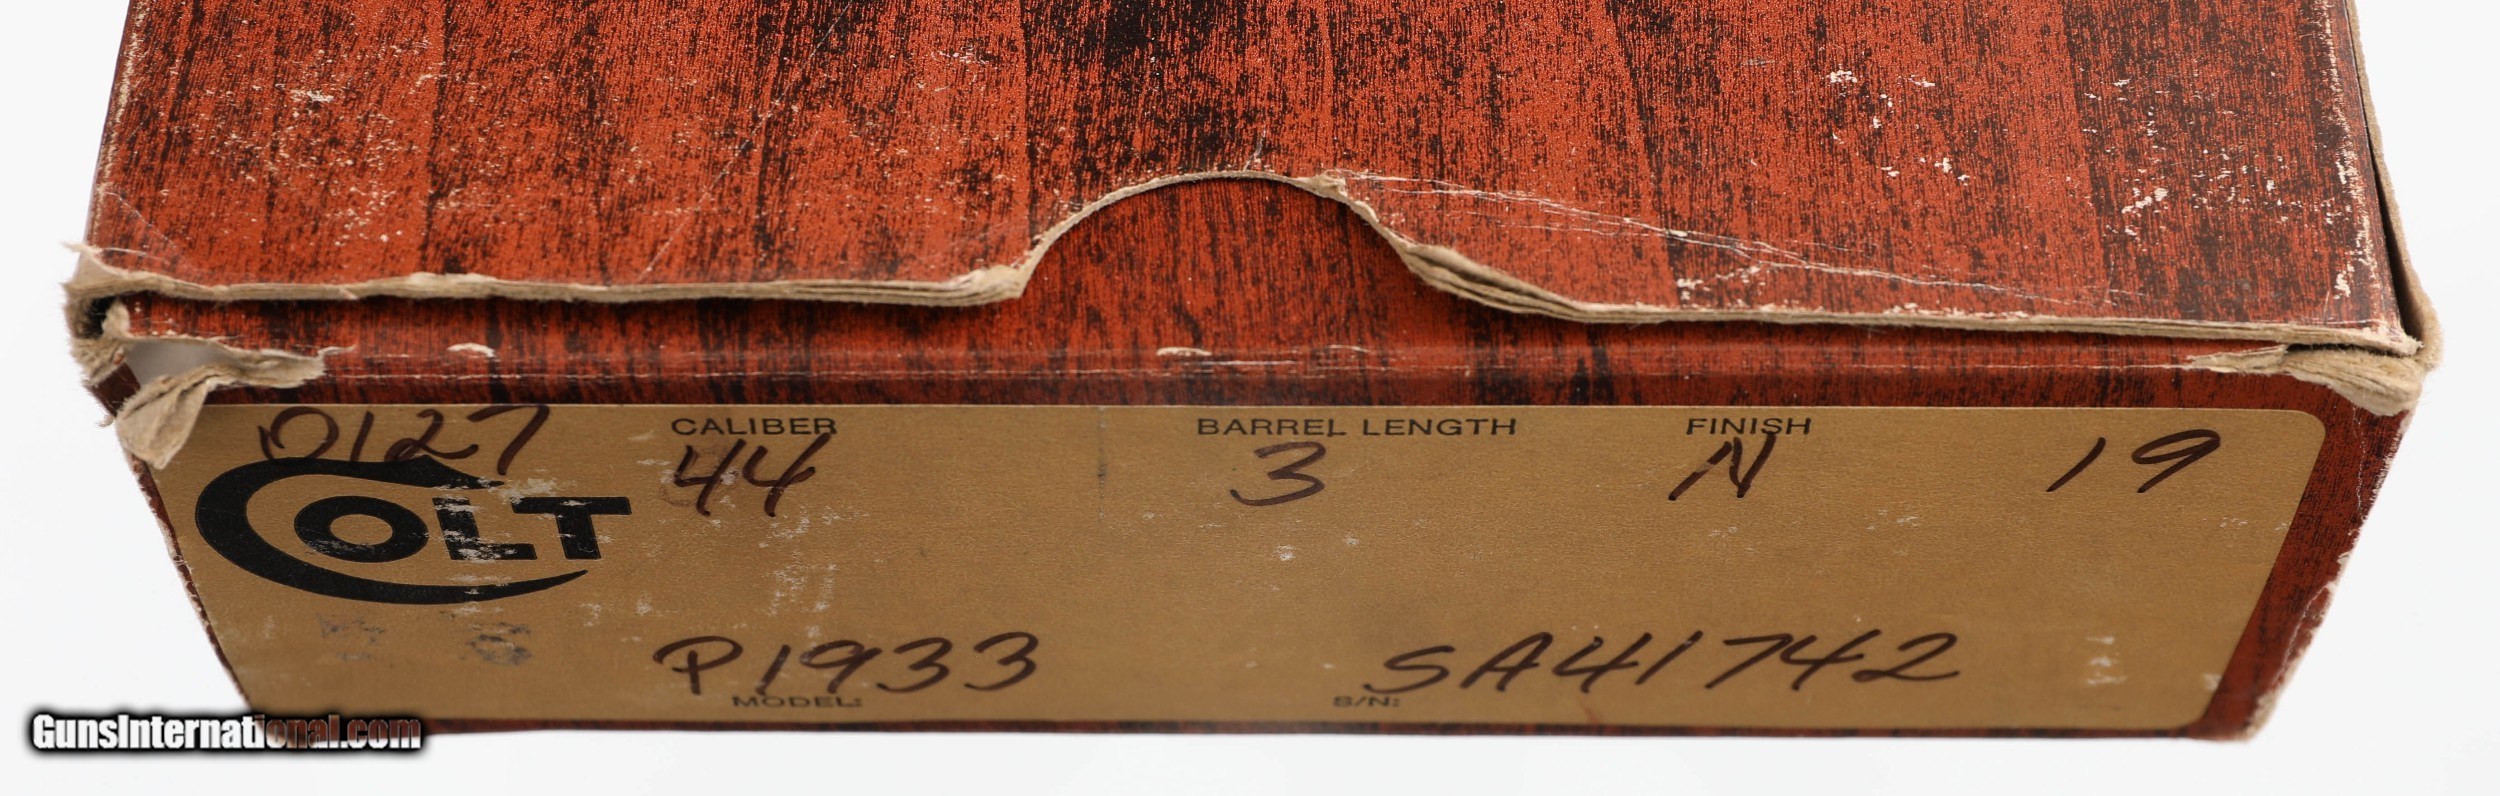 0127 CALIBER BARREL LENGTH FINISH
44 3 N 19
COLT
P1933 SA41742
MODEL: S/N:
GunsInternational.com